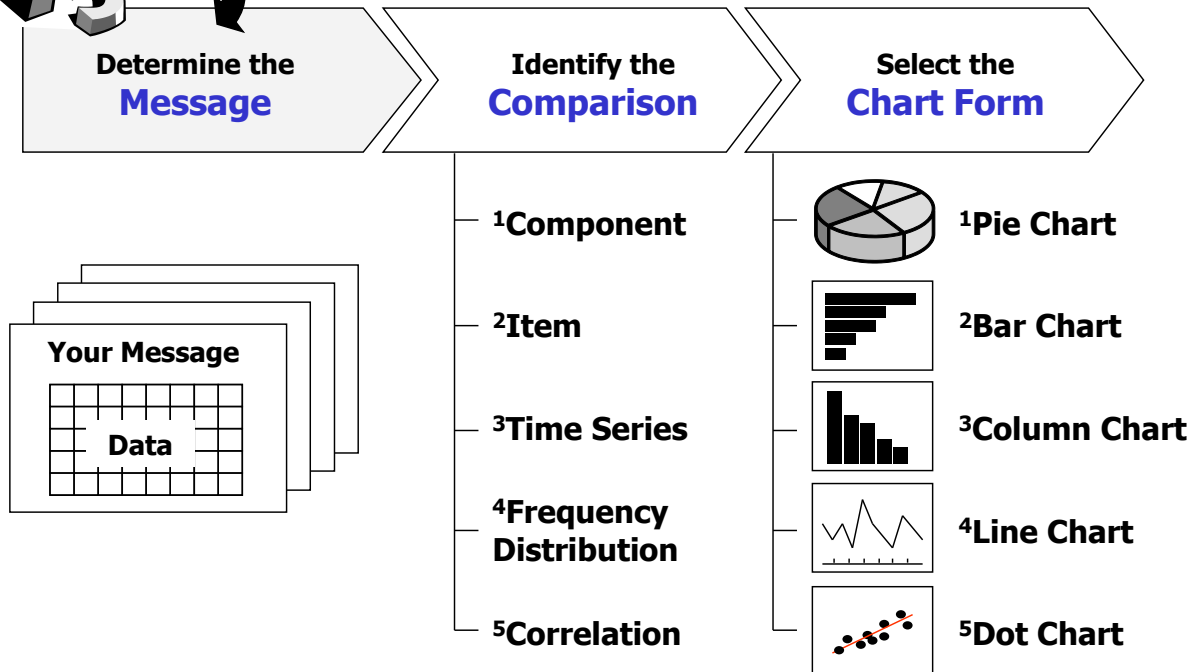 Determine the
Message
Identify the
Comparison
Select the
Chart Form
Your Message
Data
¹Component
²Item
³Time Series
⁴Frequency
Distribution
⁵Correlation
¹Pie Chart
²Bar Chart
³Column Chart
⁴Line Chart
⁵Dot Chart